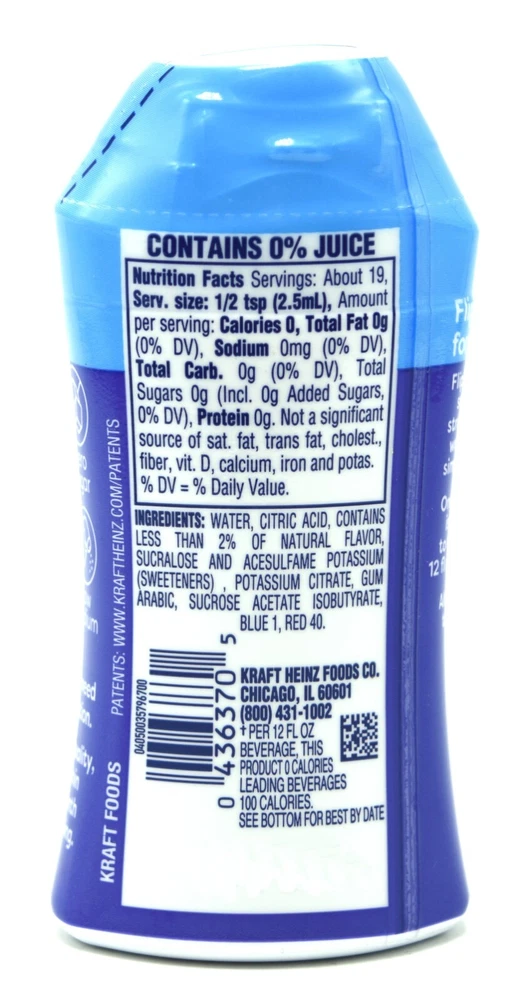 CONTAINS 0% JUICE
Nutrition Facts Servings: About 19,
Serv. size: 1/2 tsp (2.5mL), Amount
per serving: Calories 0, Total Fat 0g
(0% DV), Sodium 0mg (0% DV),
Total Carb. 0g (0% DV), Total
Sugars 0g (Incl. 0g Added Sugars,
0% DV), Protein 0g. Not a significant
source of sat. fat, trans fat, cholest.,
fiber, vit. D, calcium, iron and potas.
% DV = % Daily Value.
INGREDIENTS: WATER, CITRIC ACID, CONTAINS
LESS THAN 2% OF NATURAL FLAVOR,
SUCRALOSE AND ACESULFAME POTASSIUM
(SWEETENERS) , POTASSIUM CITRATE, GUM
ARABIC, SUCROSE ACETATE ISOBUTYRATE,
BLUE 1, RED 40.
KRAFT HEINZ FOODS CO.
CHICAGO, IL 60601
(800) 431-1002
+PER 12 FL OZ
BEVERAGE, THIS
PRODUCT 0 CALORIES
LEADING BEVERAGES
100 CALORIES.
SEE BOTTOM FOR BEST BY DATE
0 436370 5
04050035796700
PATENTS: WWW.KRAFTHEINZ.COM/PATENTS
KRAFT FOODS